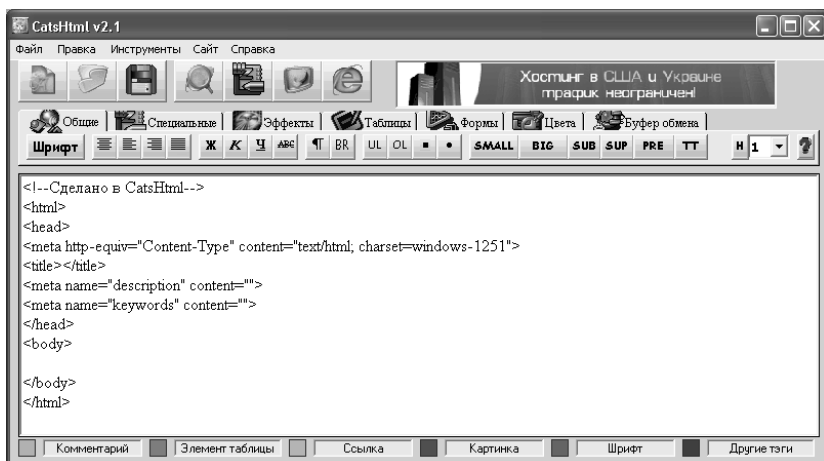 CatsHtml v2.1
Файл Правка Инструменты Сайт Справка
Хостинг в США и Украине
трафик неограничен!
Общие Специальные Эффекты Таблицы Формы Цвета Буфер обмена
Шрифт Ж К Ч ABC ¶ BR UL OL SMALL BIG SUB SUP PRE TT H 1 ?
<!--Сделано в CatsHtml-->
<html>
<head>
<meta http-equiv="Content-Type" content="text/html; charset=windows-1251">
<title></title>
<meta name="description" content="">
<meta name="keywords" content="">
</head>
<body>
</body>
</html>
Комментарий Элемент таблицы Ссылка Картинка Шрифт Другие тэги